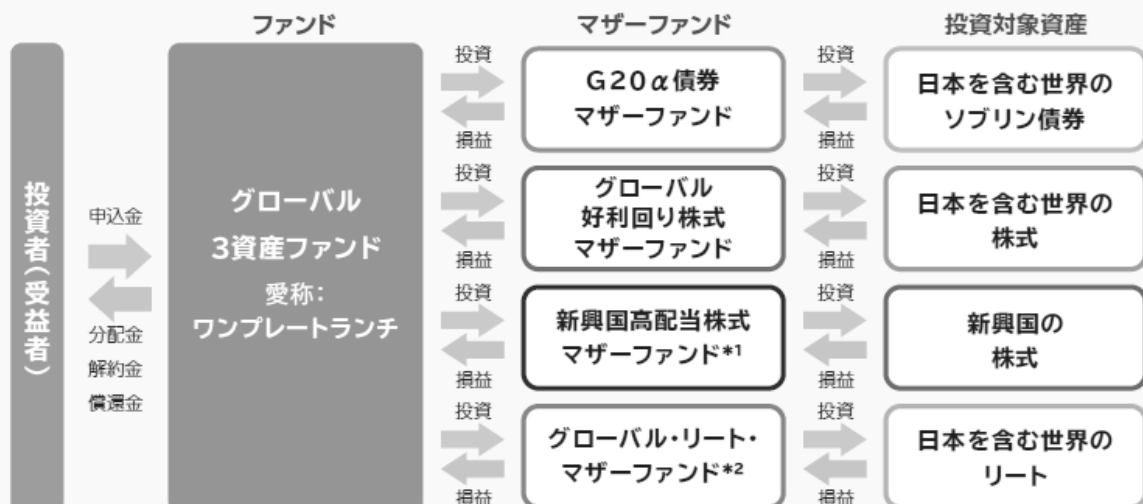 ファンド
マザーファンド
投資対象資産
投資者(受益者)
申込金
分配金
解約金
償還金
グローバル
3資産ファンド
愛称:
ワンプレートランチ
投資
損益
G20α債券
マザーファンド
投資
損益
日本を含む世界の
ソブリン債券
投資
損益
グローバル
好利回り株式
マザーファンド
投資
損益
日本を含む世界の
株式
投資
損益
新興国高配当株式
マザーファンド*1
投資
損益
新興国の
株式
投資
損益
グローバル・リート・
マザーファンド*2
投資
損益
日本を含む世界の
リート